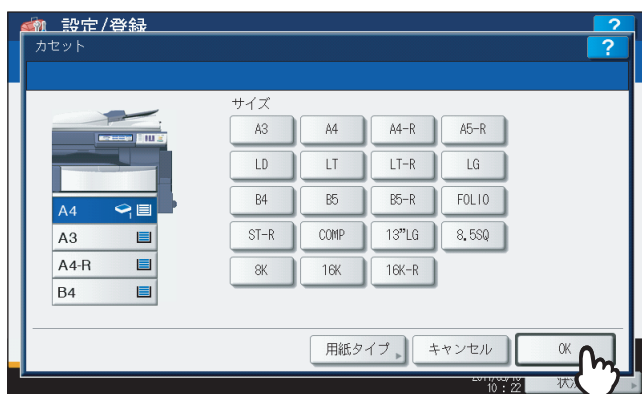 設定/登録 ?
カセット ?
サイズ
A3 A4 A4-R A5-R
LD LT LT-R LG
B4 B5 B5-R FOLIO
ST-R COMP 13"LG 8.5SQ
8K 16K 16K-R
A4 1
A3
A4-R
B4
用紙タイプ キャンセル OK
10:22